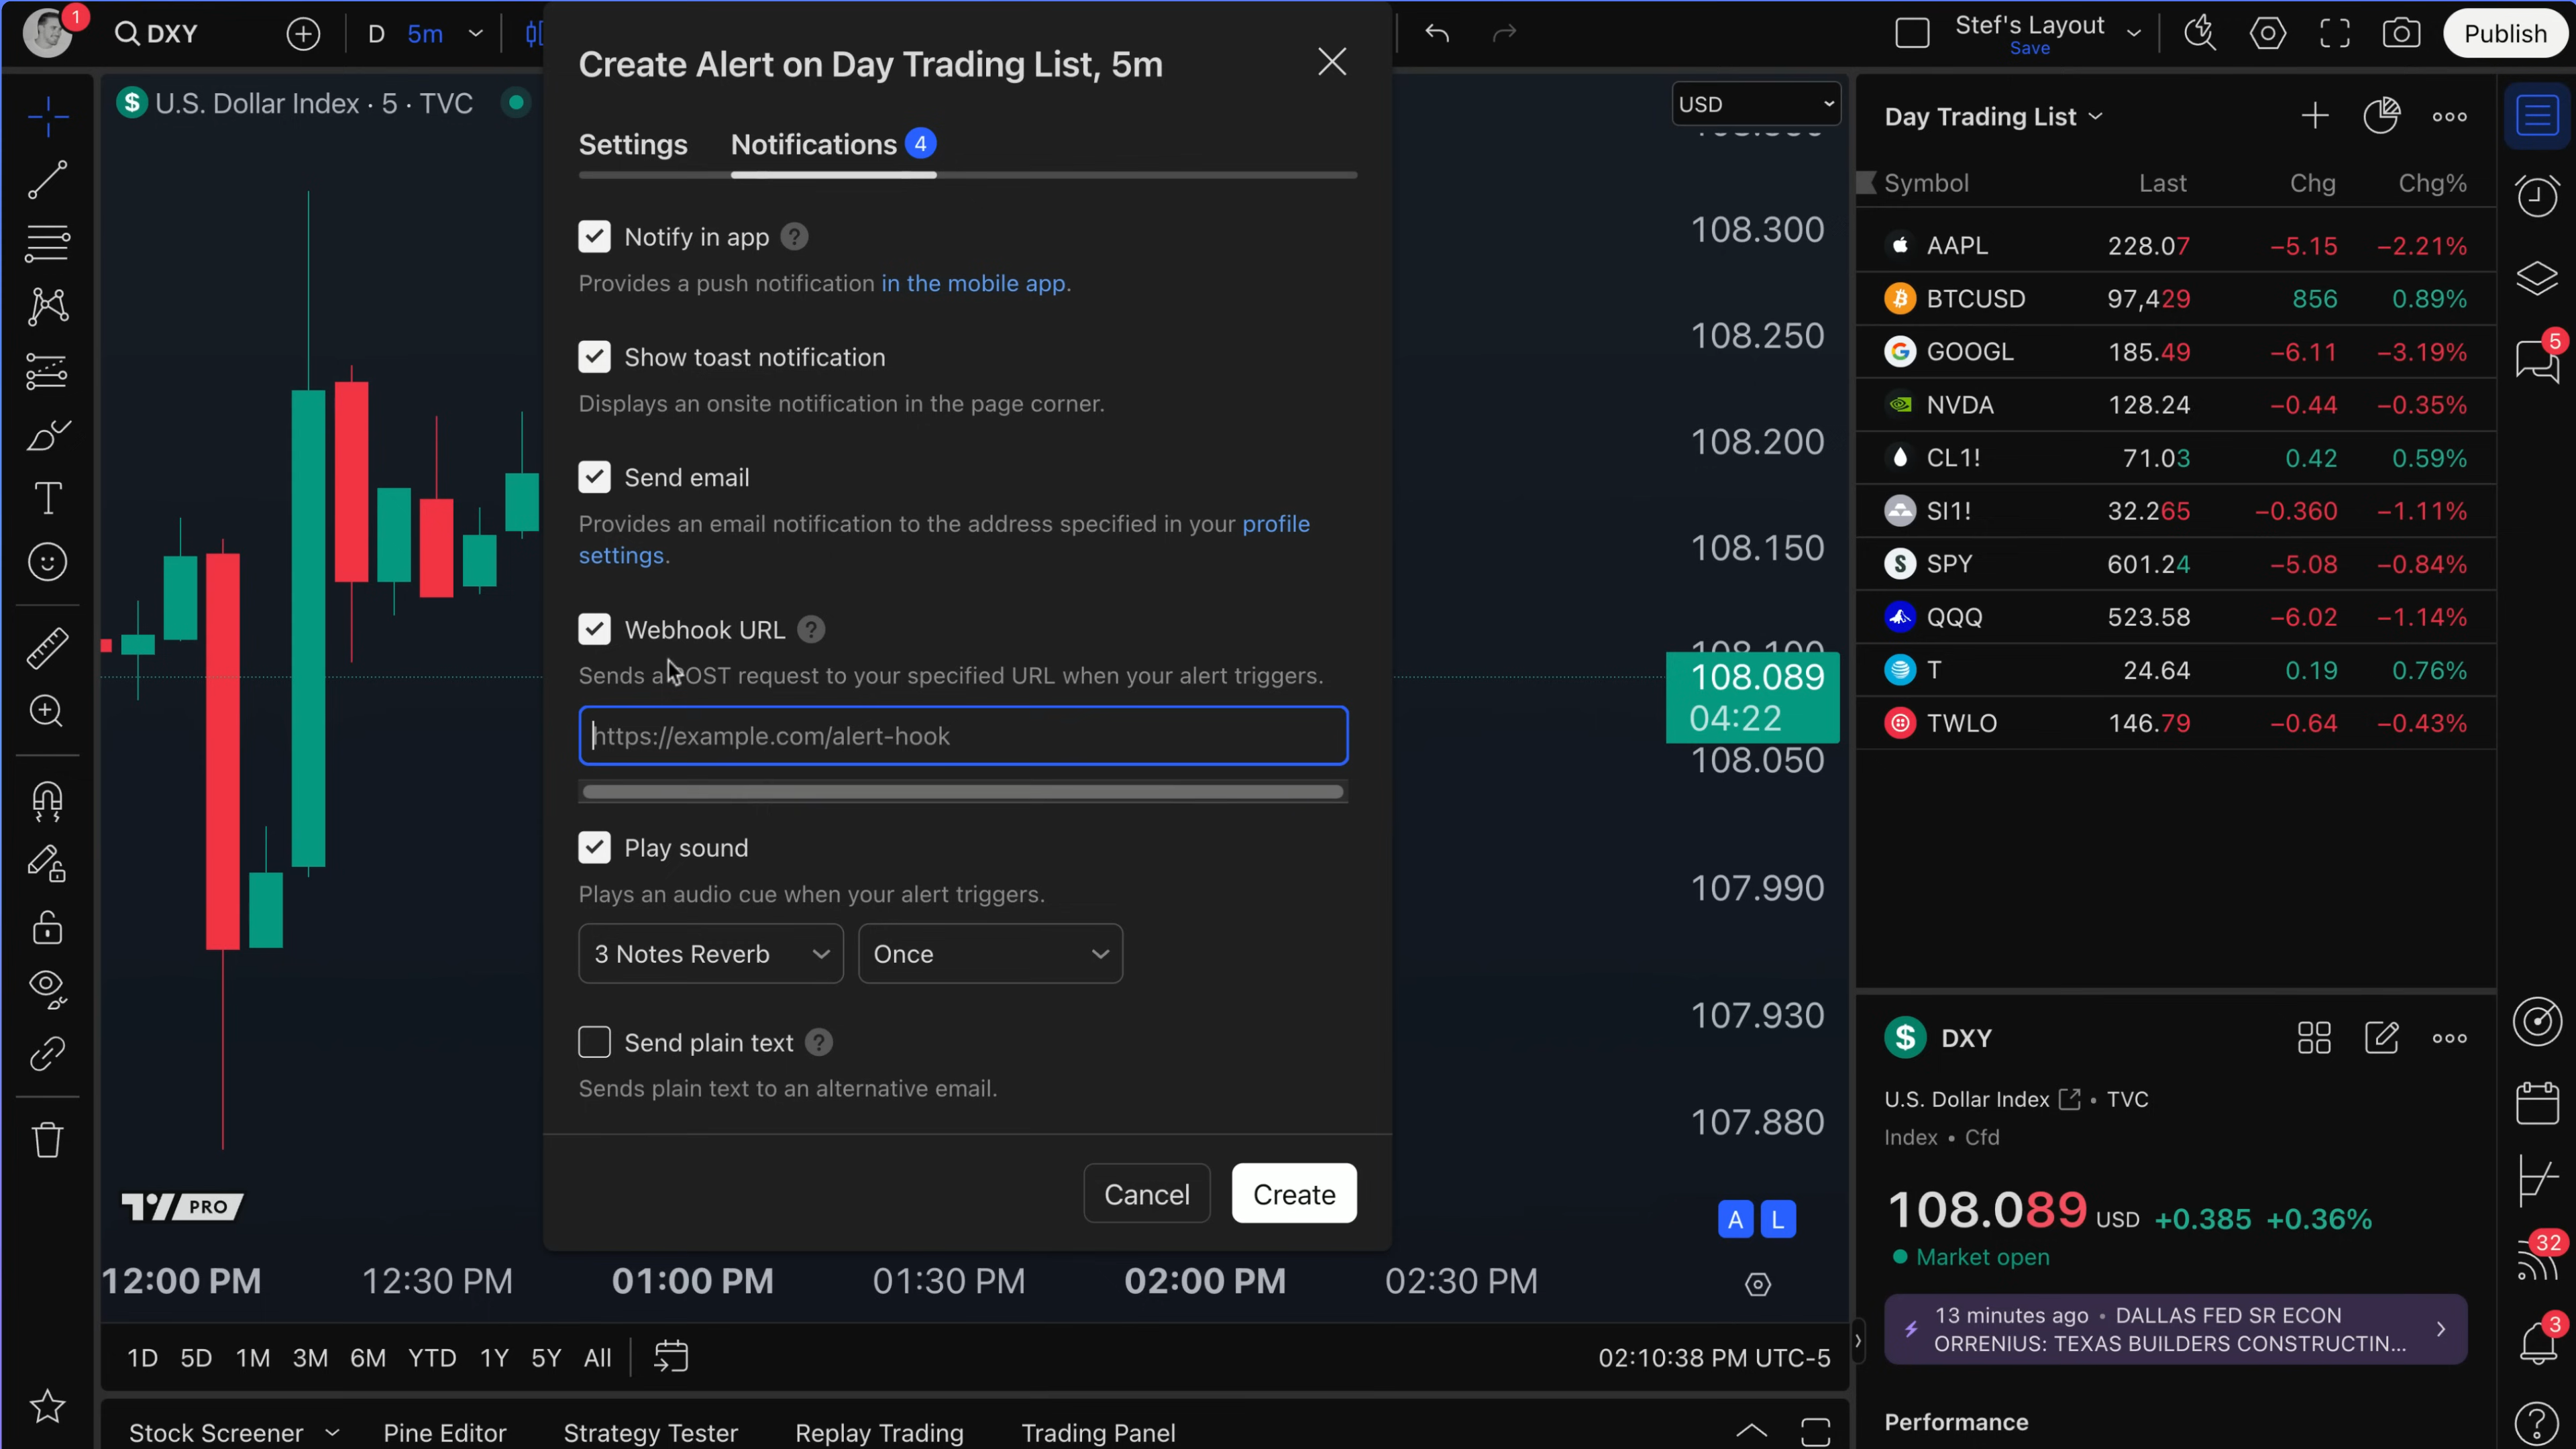 1
DXY
D
5m
Stef's Layout
Save
Publish
$ U.S. Dollar Index · 5 · TVC
Create Alert on Day Trading List, 5m
Settings
Notifications 4
Notify in app ?
Provides a push notification in the mobile app.
Show toast notification
Displays an onsite notification in the page corner.
Send email
Provides an email notification to the address specified in your profile
settings.
Webhook URL ?
Sends a POST request to your specified URL when your alert triggers.
https://example.com/alert-hook
Play sound
Plays an audio cue when your alert triggers.
3 Notes Reverb
Once
Send plain text ?
Sends plain text to an alternative email.
Cancel
Create
USD
108.300
108.250
108.200
108.150
108.100
108.089
04:22
108.050
107.990
107.930
107.880
A L
PRO
12:00 PM 12:30 PM 01:00 PM 01:30 PM 02:00 PM 02:30 PM
1D 5D 1M 3M 6M YTD 1Y 5Y All
02:10:38 PM UTC-5
Stock Screener Pine Editor Strategy Tester Replay Trading Trading Panel
Day Trading List
Symbol Last Chg Chg%
AAPL 228.07 −5.15 −2.21%
BTCUSD 97,429 856 0.89%
GOOGL 185.49 −6.11 −3.19%
NVDA 128.24 −0.44 −0.35%
CL1! 71.03 0.42 0.59%
SI1! 32.265 −0.360 −1.11%
SPY 601.24 −5.08 −0.84%
QQQ 523.58 −6.02 −1.14%
T 24.64 0.19 0.76%
TWLO 146.79 −0.64 −0.43%
$ DXY
U.S. Dollar Index • TVC
Index • Cfd
108.089 USD +0.385 +0.36%
Market open
13 minutes ago • DALLAS FED SR ECON
ORRENIUS: TEXAS BUILDERS CONSTRUCTIN...
Performance
5
32
3